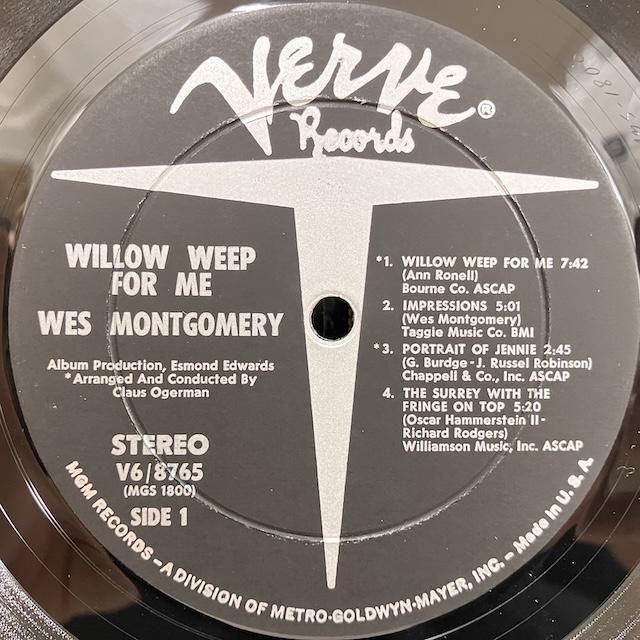 VERVE ®
Records
WILLOW WEEP
FOR ME
WES MONTGOMERY
Album Production, Esmond Edwards
*Arranged And Conducted By
Claus Ogerman
STEREO
V6/8765
(MGS 1800)
SIDE 1
*1. WILLOW WEEP FOR ME 7:42
(Ann Ronell)
Bourne Co. ASCAP
2. IMPRESSIONS 5:01
(Wes Montgomery)
Taggie Music Co. BMI
*3. PORTRAIT OF JENNIE 2:45
(G. Burdge-J. Russel Robinson)
Chappell & Co., Inc. ASCAP
4. THE SURREY WITH THE
FRINGE ON TOP 5:20
(Oscar Hammerstein II-
Richard Rodgers)
Williamson Music, Inc. ASCAP
MGM RECORDS – A DIVISION OF METRO-GOLDWYN-MAYER, INC. – Made in U. S. A.